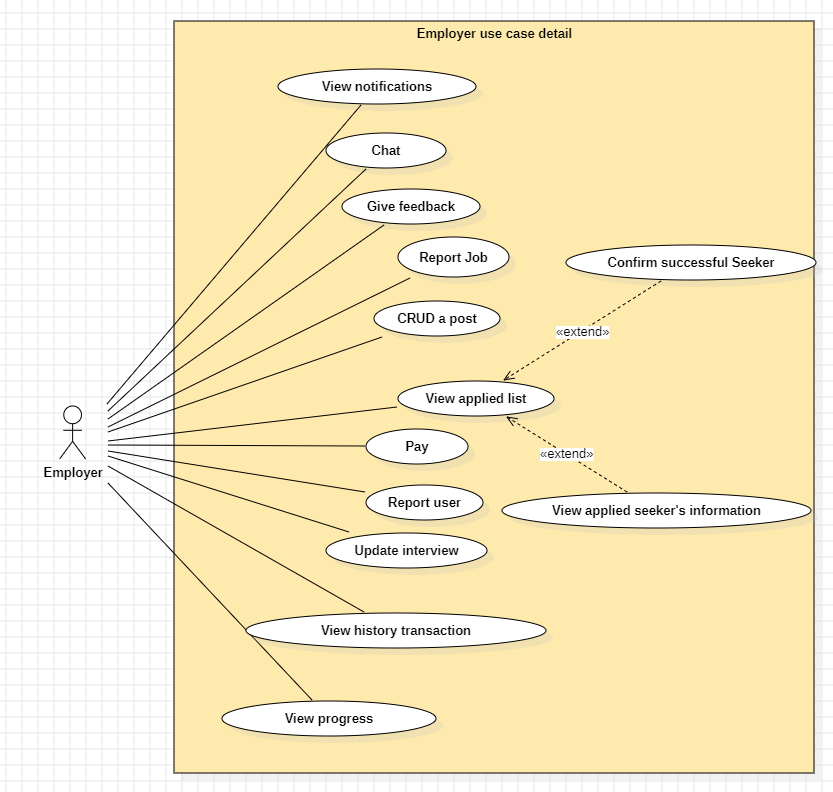 Employer use case detail
View notifications
Chat
Give feedback
Report Job
Confirm successful Seeker
CRUD a post
«extend»
View applied list
Pay
«extend»
Employer
Report user
View applied seeker's information
Update interview
View history transaction
View progress